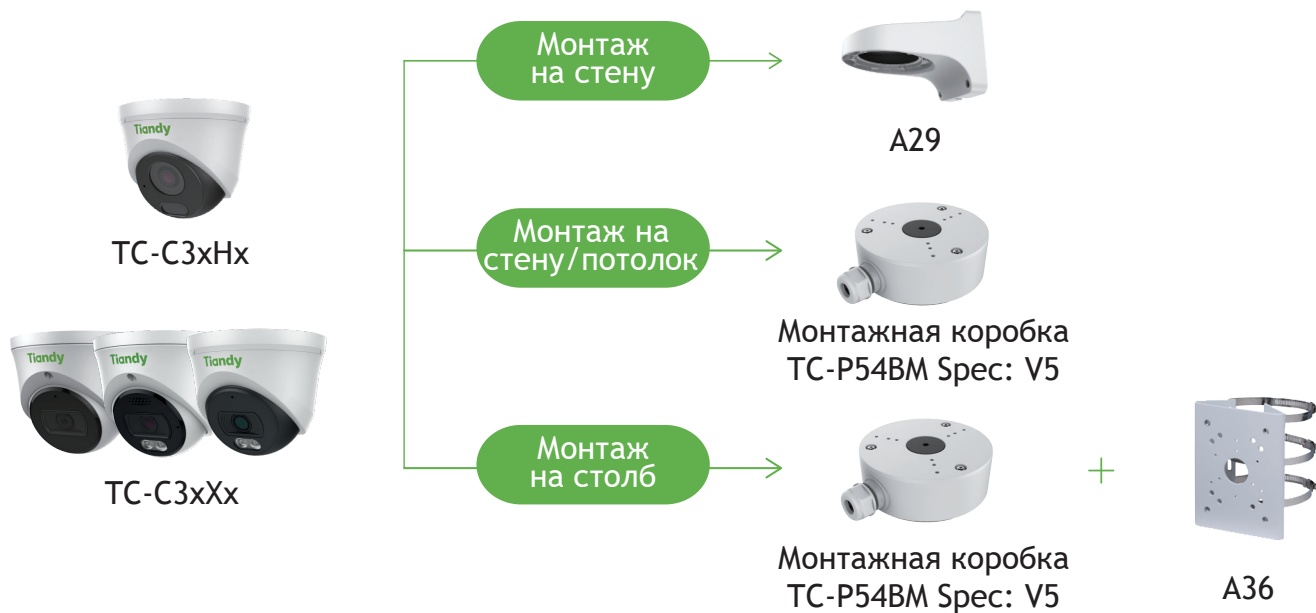 Монтаж
на стену
A29
Tiandy
TC-C3xHx
Монтаж на
стену/потолок
Монтажная коробка
TC-P54BM Spec: V5
Tiandy
Tiandy
Tiandy
TC-C3xXx
Монтаж
на столб
+
Монтажная коробка
TC-P54BM Spec: V5
A36